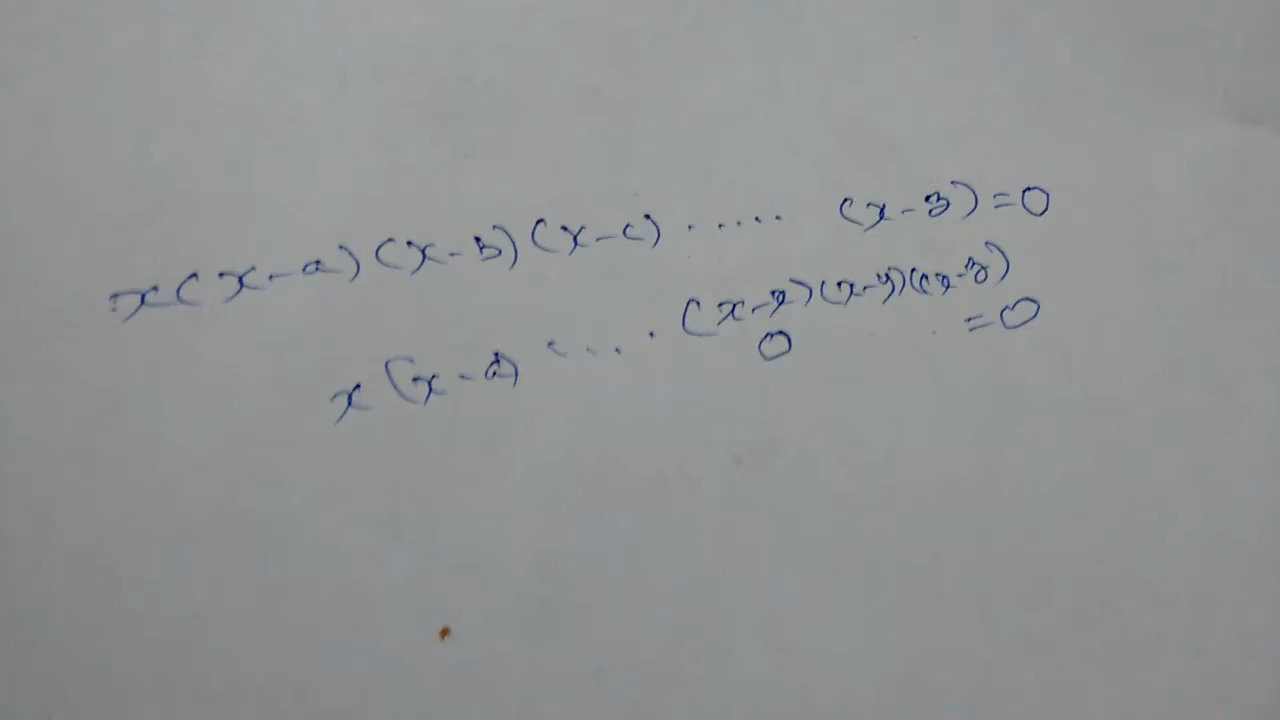 x(x-a)(x-b)(x-c)......(x-z)=0
x(x-a).....(x-x)(x-y)(x-z)
0 =0